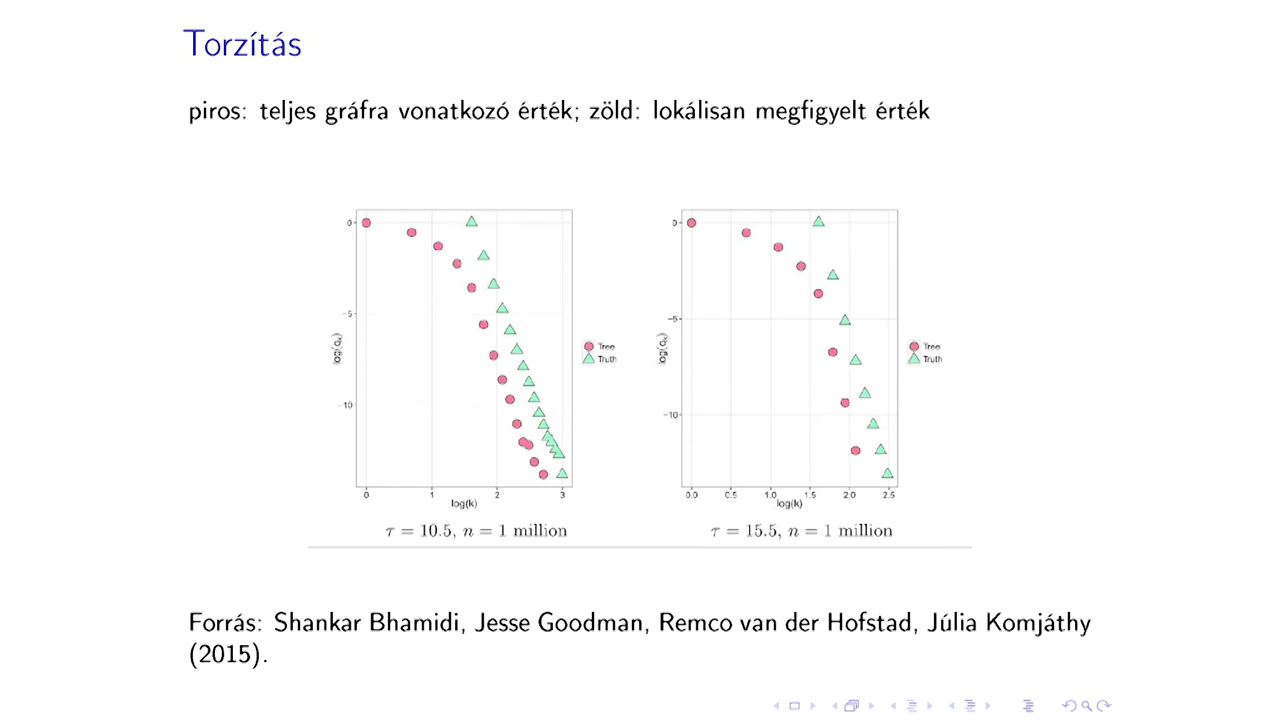 Torzítás
piros: teljes gráfra vonatkozó érték; zöld: lokálisan megfigyelt érték
0
−5
−10
log(qk)
0 1 2 3
log(k)
Tree
Truth
τ = 10.5, n = 1 million
0
−5
−10
log(qk)
0.0 0.5 1.0 1.5 2.0 2.5
log(k)
Tree
Truth
τ = 15.5, n = 1 million
Forrás: Shankar Bhamidi, Jesse Goodman, Remco van der Hofstad, Júlia Komjáthy
(2015).